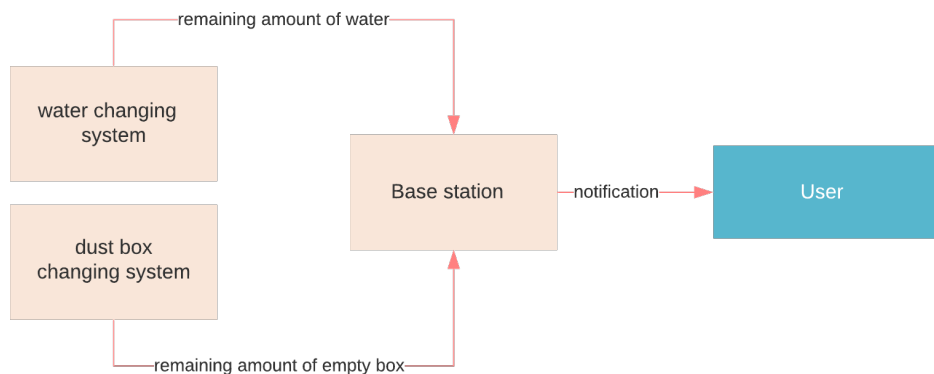 remaining amount of water
water changing
system
Base station
notification
User
dust box
changing system
remaining amount of empty box